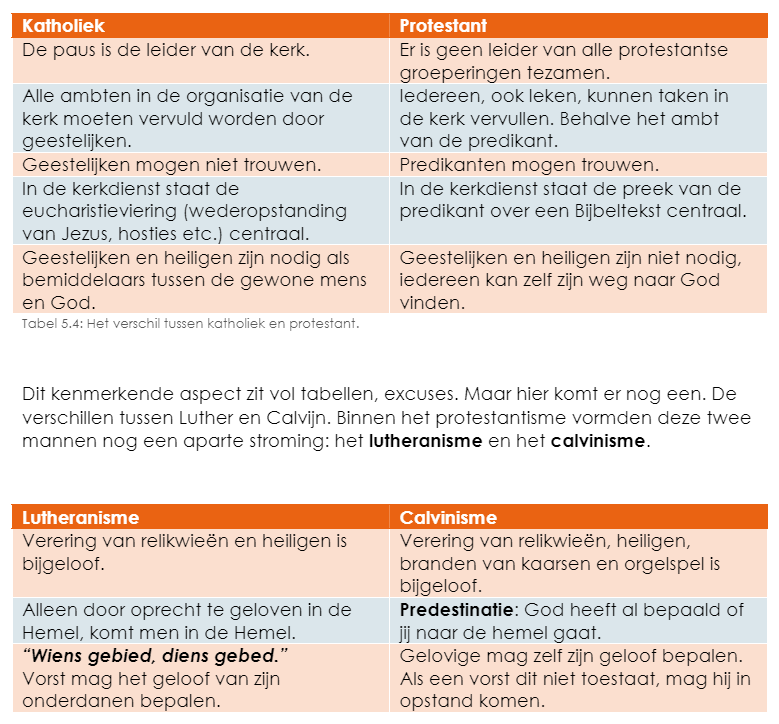 Katholiek
Protestant
De paus is de leider van de kerk.
Er is geen leider van alle protestantse
groeperingen tezamen.
Alle ambten in de organisatie van de
kerk moeten vervuld worden door
geestelijken.
Iedereen, ook leken, kunnen taken in
de kerk vervullen. Behalve het ambt
van de predikant.
Geestelijken mogen niet trouwen.
Predikanten mogen trouwen.
In de kerkdienst staat de
eucharistieviering (wederopstanding
van Jezus, hosties etc.) centraal.
In de kerkdienst staat de preek van de
predikant over een Bijbeltekst centraal.
Geestelijken en heiligen zijn nodig als
bemiddelaars tussen de gewone mens
en God.
Geestelijken en heiligen zijn niet nodig,
iedereen kan zelf zijn weg naar God
vinden.
Tabel 5.4: Het verschil tussen katholiek en protestant.
Dit kenmerkende aspect zit vol tabellen, excuses. Maar hier komt er nog een. De
verschillen tussen Luther en Calvijn. Binnen het protestantisme vormden deze twee
mannen nog een aparte stroming: het lutheranisme en het calvinisme.
Lutheranisme
Calvinisme
Verering van relikwieën en heiligen is
bijgeloof.
Verering van relikwieën, heiligen,
branden van kaarsen en orgelspel is
bijgeloof.
Alleen door oprecht te geloven in de
Hemel, komt men in de Hemel.
Predestinatie: God heeft al bepaald of
jij naar de hemel gaat.
“Wiens gebied, diens gebed.”
Vorst mag het geloof van zijn
onderdanen bepalen.
Gelovige mag zelf zijn geloof bepalen.
Als een vorst dit niet toestaat, mag hij in
opstand komen.